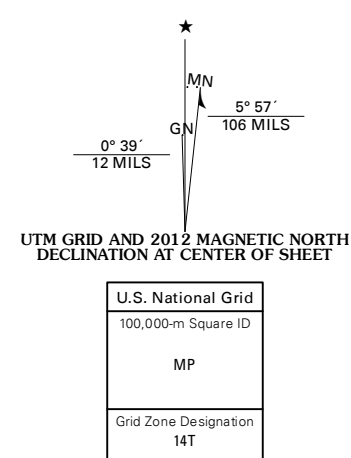 MN
5° 57´
106 MILS
GN
0° 39´
12 MILS
UTM GRID AND 2012 MAGNETIC NORTH
DECLINATION AT CENTER OF SHEET
U.S. National Grid
100,000-m Square ID
MP
Grid Zone Designation
14T